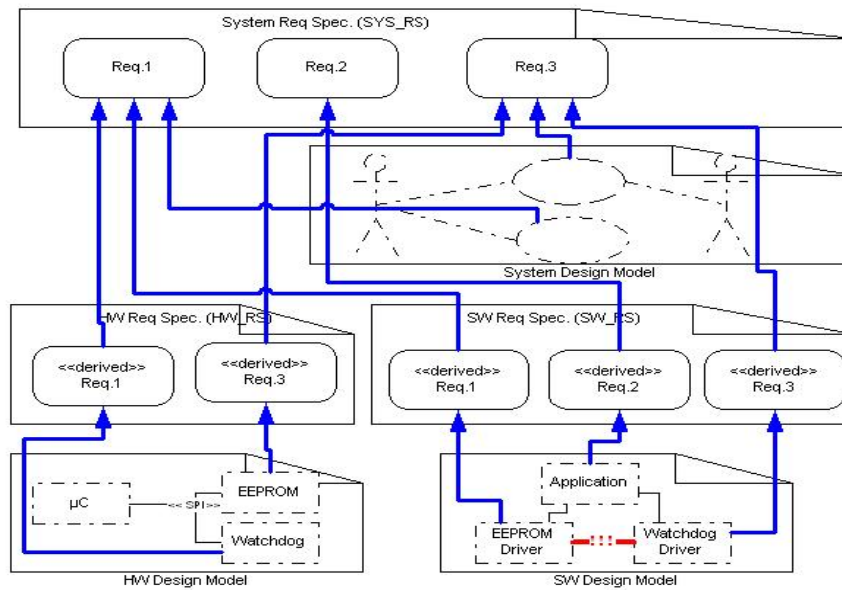 System Req Spec. (SYS_RS)
Req.1
Req.2
Req.3
System Design Model
HW Req Spec. (HW_RS)
SW Req Spec. (SW_RS)
<<derived>>
Req.1
<<derived>>
Req.3
<<derived>>
Req.1
<<derived>>
Req.2
<<derived>>
Req.3
µC
<< SPI>>
EEPROM
Watchdog
Application
EEPROM
Driver
Watchdog
Driver
HW Design Model
SW Design Model